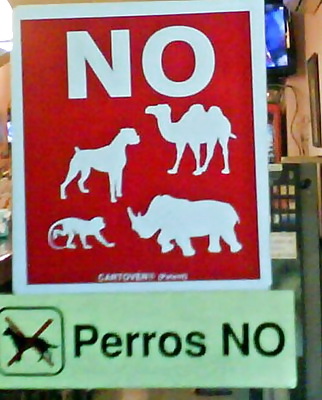 NO
CARTOVEN® (Patent)
Perros NO